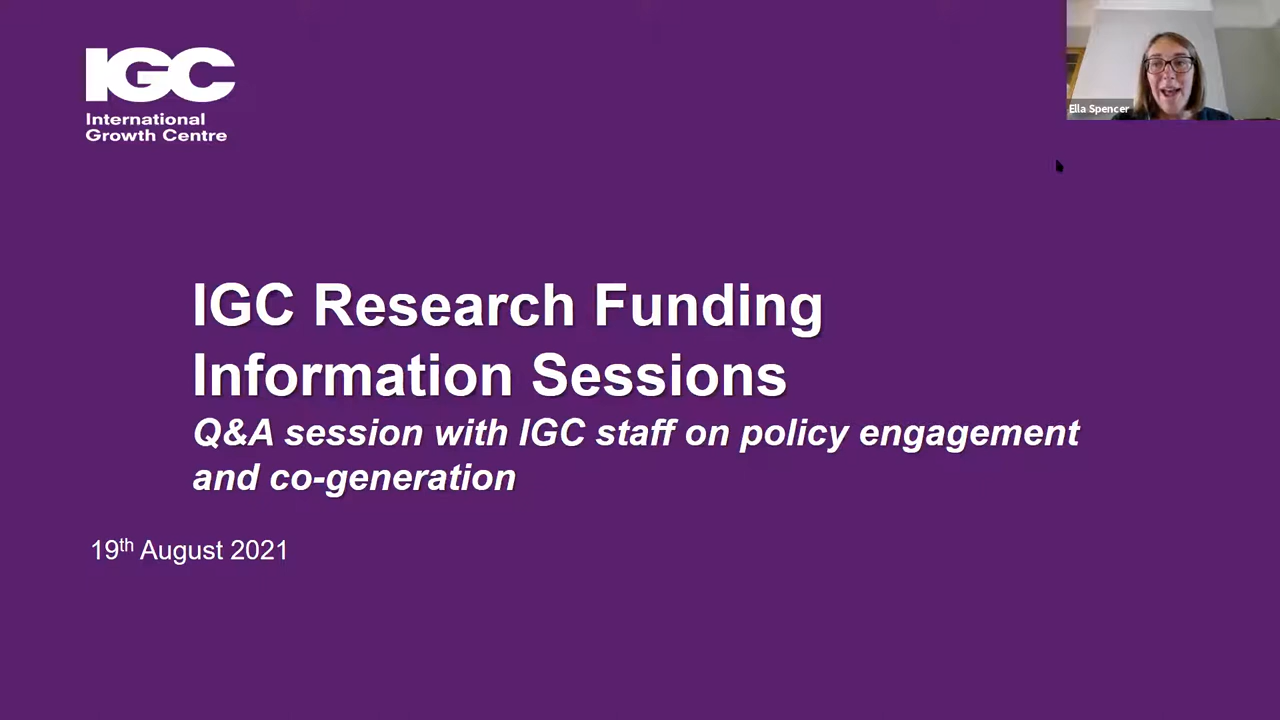 IGC
International
Growth Centre
Ella Spencer
IGC Research Funding
Information Sessions
Q&A session with IGC staff on policy engagement
and co-generation
19th August 2021